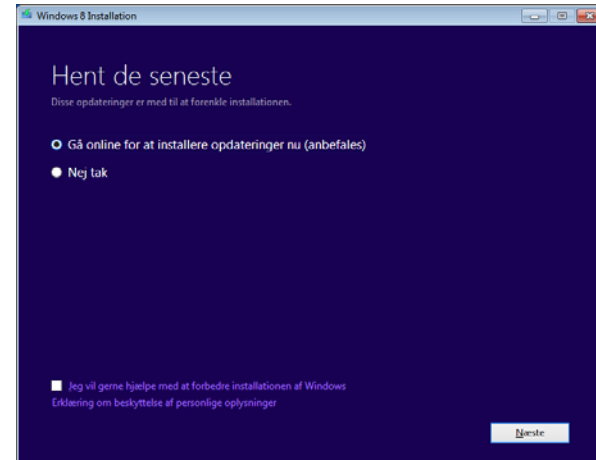 Windows 8 Installation
Hent de seneste
Disse opdateringer er med til at forenkle installationen.
Gå online for at installere opdateringer nu (anbefales)
Nej tak
Jeg vil gerne hjælpe med at forbedre installationen af Windows
Erklæring om beskyttelse af personlige oplysninger
Næste